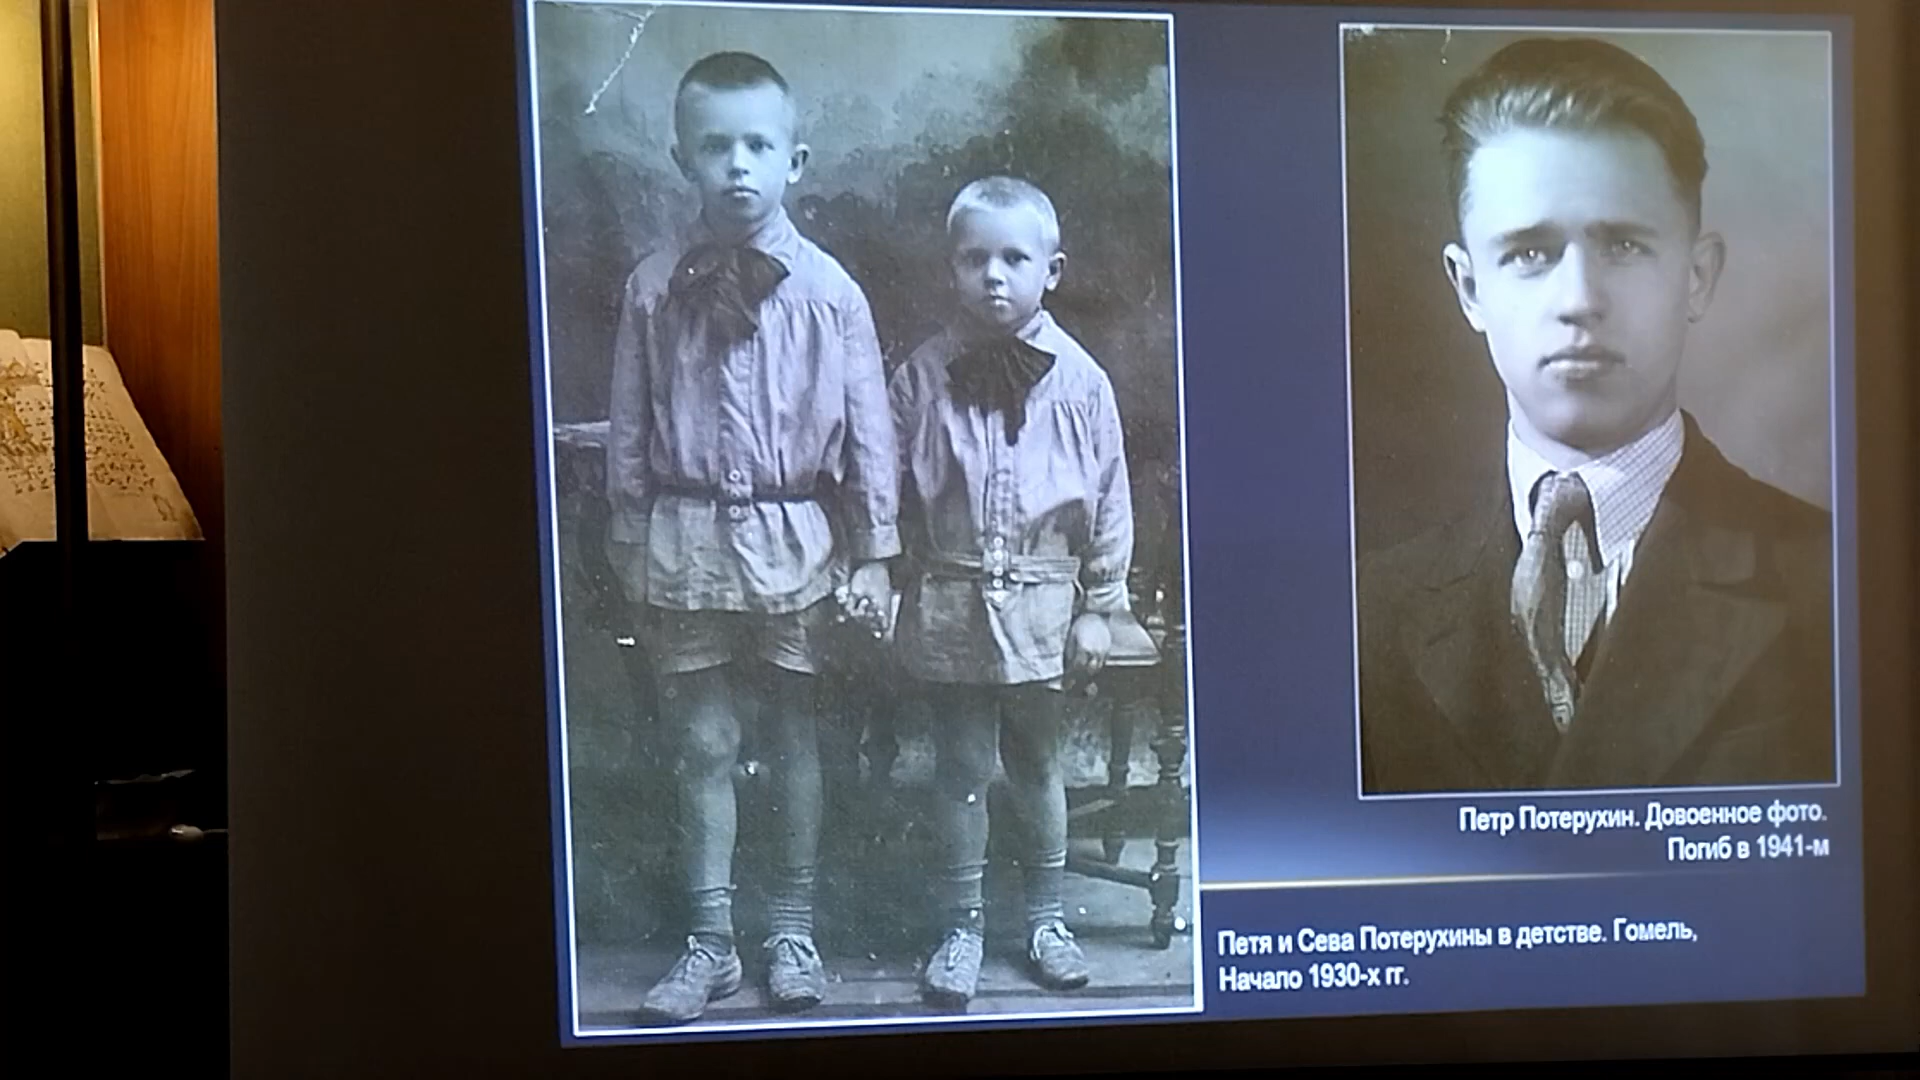 Петр Потерухин. Довоенное фото.
Погиб в 1941-м
Петя и Сева Потерухины в детстве. Гомель,
Начало 1930-х гг.